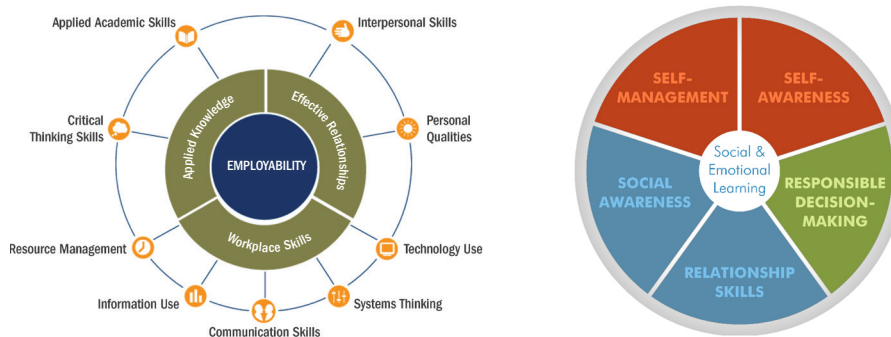 Applied Academic Skills
Interpersonal Skills
Critical
Thinking Skills
Personal
Qualities
Applied Knowledge
Effective Relationships
EMPLOYABILITY
Workplace Skills
Resource Management
Technology Use
Information Use
Systems Thinking
Communication Skills
SELF-
MANAGEMENT
SELF-
AWARENESS
Social &
Emotional
Learning
SOCIAL
AWARENESS
RESPONSIBLE
DECISION-
MAKING
RELATIONSHIP
SKILLS